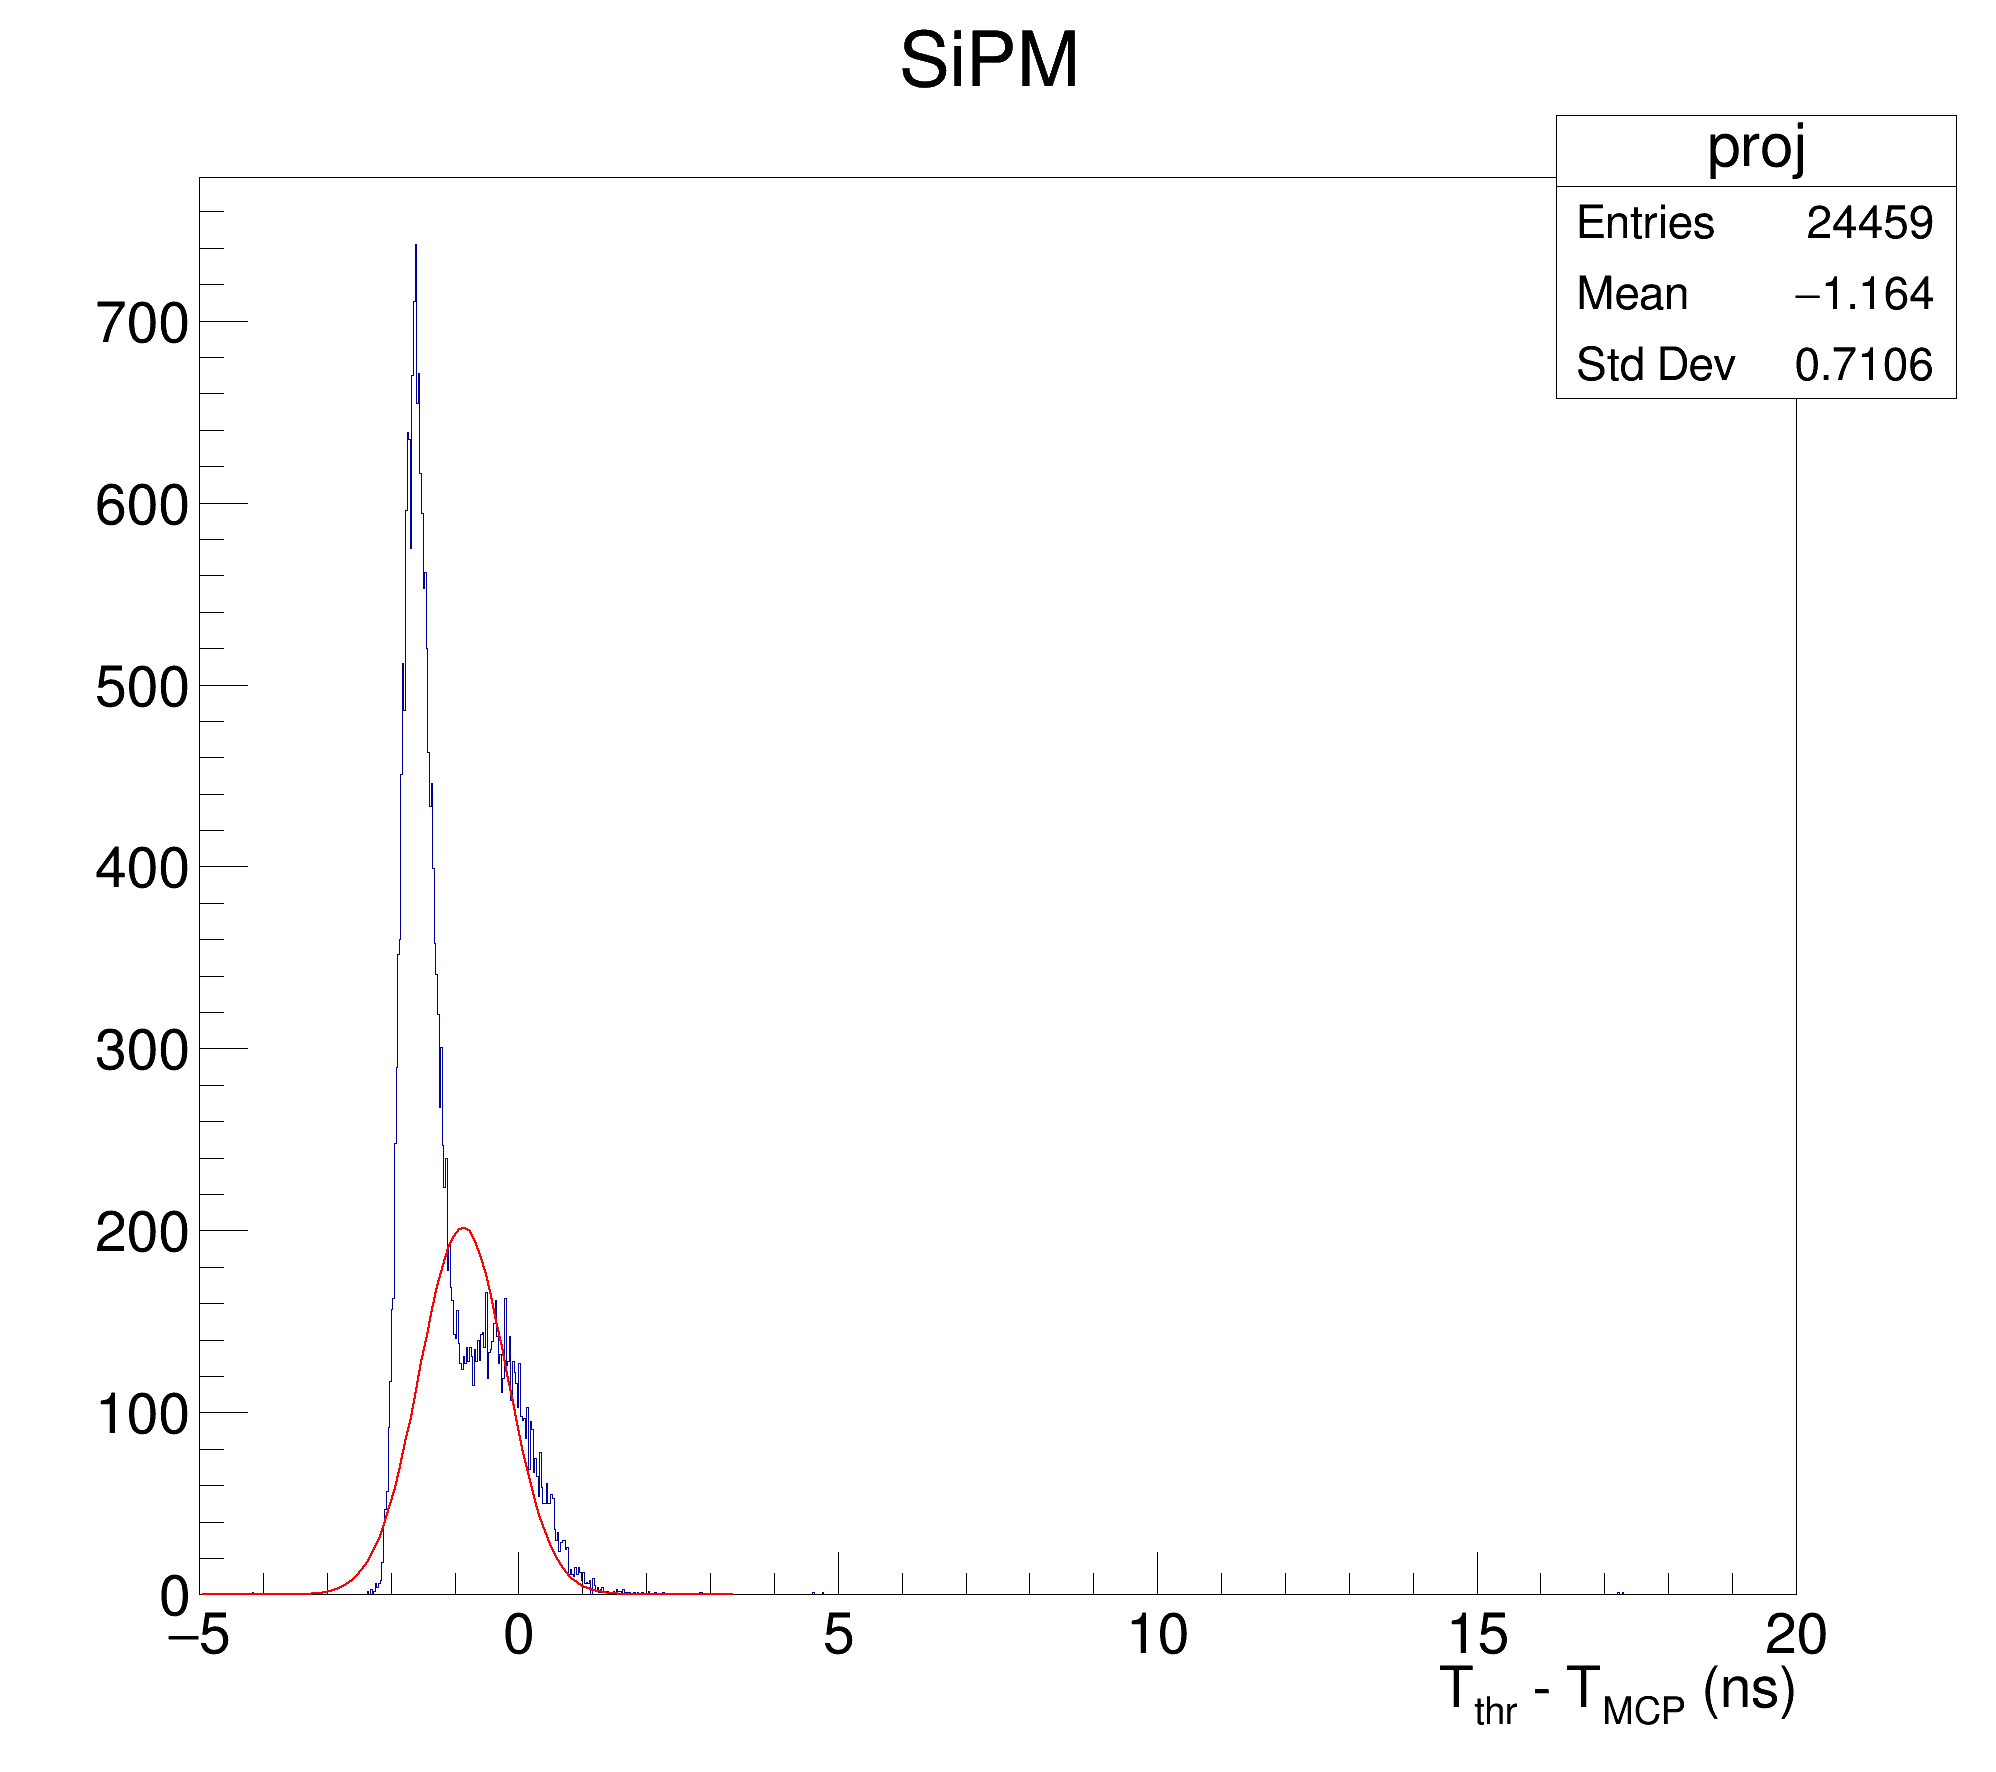 SiPM
proj
Entries 24459
Mean −1.164
Std Dev 0.7106
700
600
500
400
300
200
100
0
−5 0 5 10 15 20
T_thr - T_MCP (ns)